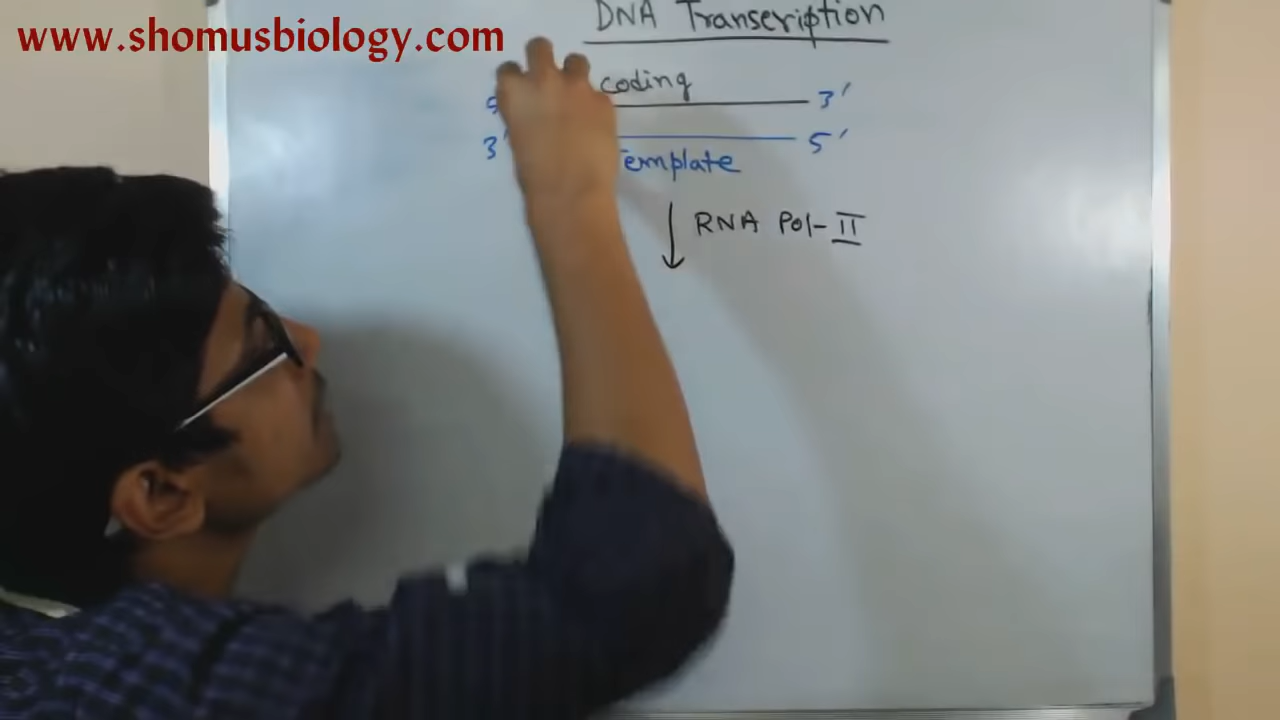 www.shomusbiology.com
DNA Transcription
coding
3'
3'
5'
emplate
RNA Pol-II